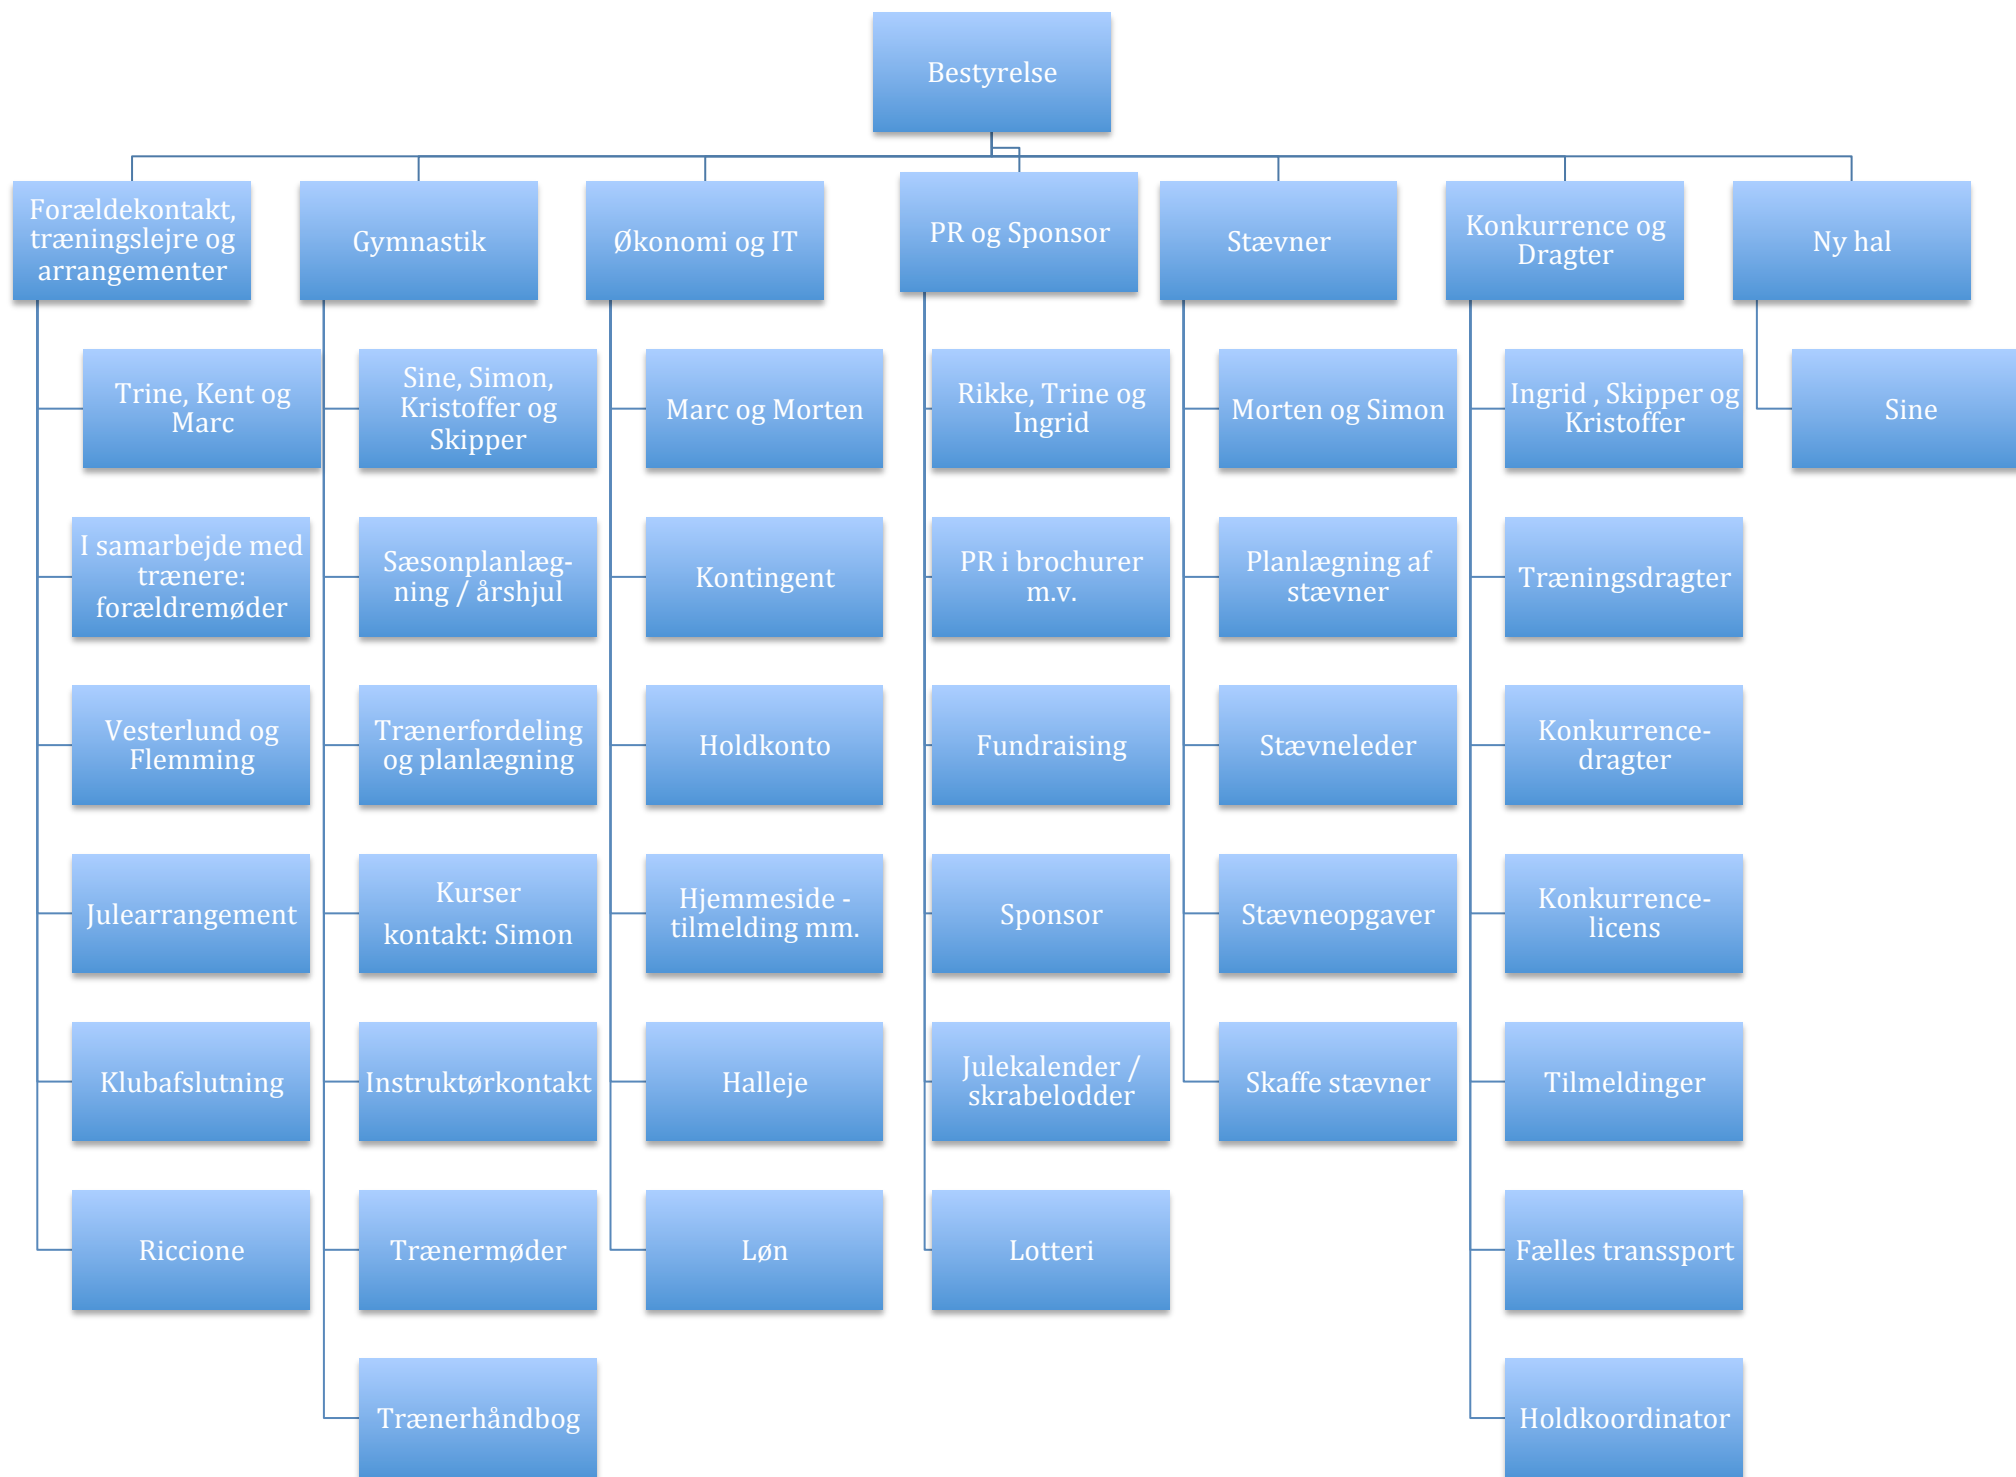 Bestyrelse
Forældekontakt,
træningslejre og
arrangementer
Trine, Kent og
Marc
I samarbejde med
trænere:
forældremøder
Vesterlund og
Flemming
Julearrangement
Klubafslutning
Riccione
Gymnastik
Sine, Simon,
Kristoffer og
Skipper
Sæsonplanlæg-
ning / årshjul
Trænerfordeling
og planlægning
Kurser
kontakt: Simon
Instruktørkontakt
Trænermøder
Trænerhåndbog
Økonomi og IT
Marc og Morten
Kontingent
Holdkonto
Hjemmeside -
tilmelding mm.
Halleje
Løn
PR og Sponsor
Rikke, Trine og
Ingrid
PR i brochurer
m.v.
Fundraising
Sponsor
Julekalender /
skrabelodder
Lotteri
Stævner
Morten og Simon
Planlægning af
stævner
Stævneleder
Stævneopgaver
Skaffe stævner
Konkurrence og
Dragter
Ingrid , Skipper og
Kristoffer
Træningsdragter
Konkurrence-
dragter
Konkurrence-
licens
Tilmeldinger
Fælles transsport
Holdkoordinator
Ny hal
Sine